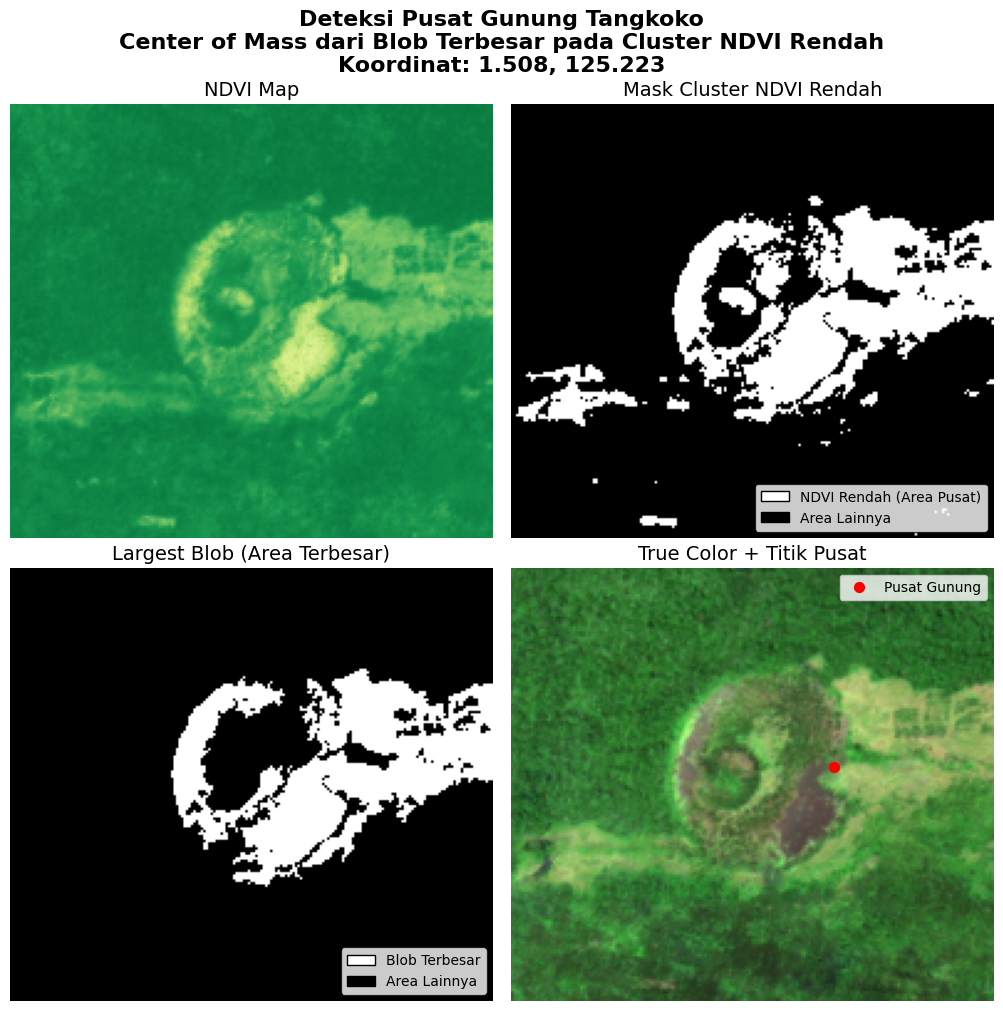 Deteksi Pusat Gunung Tangkoko
Center of Mass dari Blob Terbesar pada Cluster NDVI Rendah
Koordinat: 1.508, 125.223
NDVI Map
Mask Cluster NDVI Rendah
NDVI Rendah (Area Pusat)
Area Lainnya
Largest Blob (Area Terbesar)
True Color + Titik Pusat
Blob Terbesar
Area Lainnya
Pusat Gunung